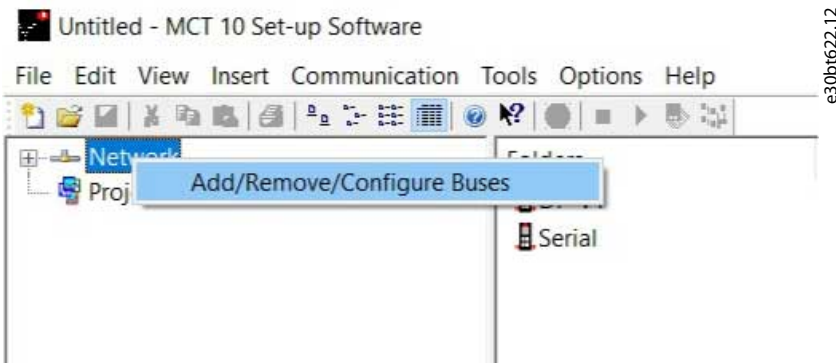 Untitled - MCT 10 Set-up Software
File Edit View Insert Communication Tools Options Help
Network
Add/Remove/Configure Buses
Serial
e30bt622.12